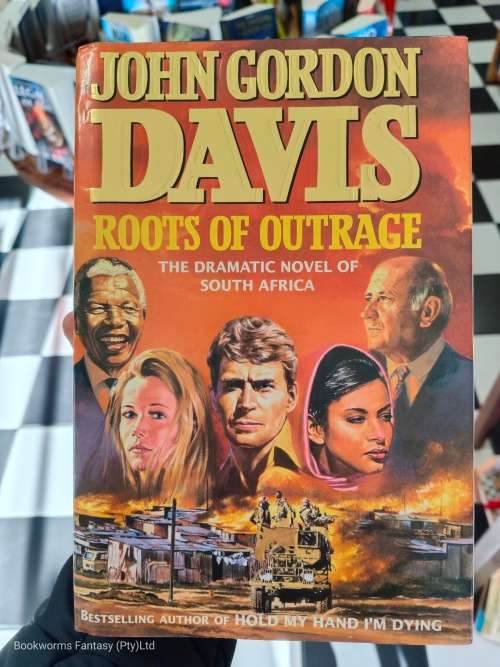 JOHN GORDON
DAVIS
ROOTS OF OUTRAGE
THE DRAMATIC NOVEL OF
SOUTH AFRICA
BESTSELLING AUTHOR OF HOLD MY HAND I'M DYING
Bookworms Fantasy (Pty)Ltd